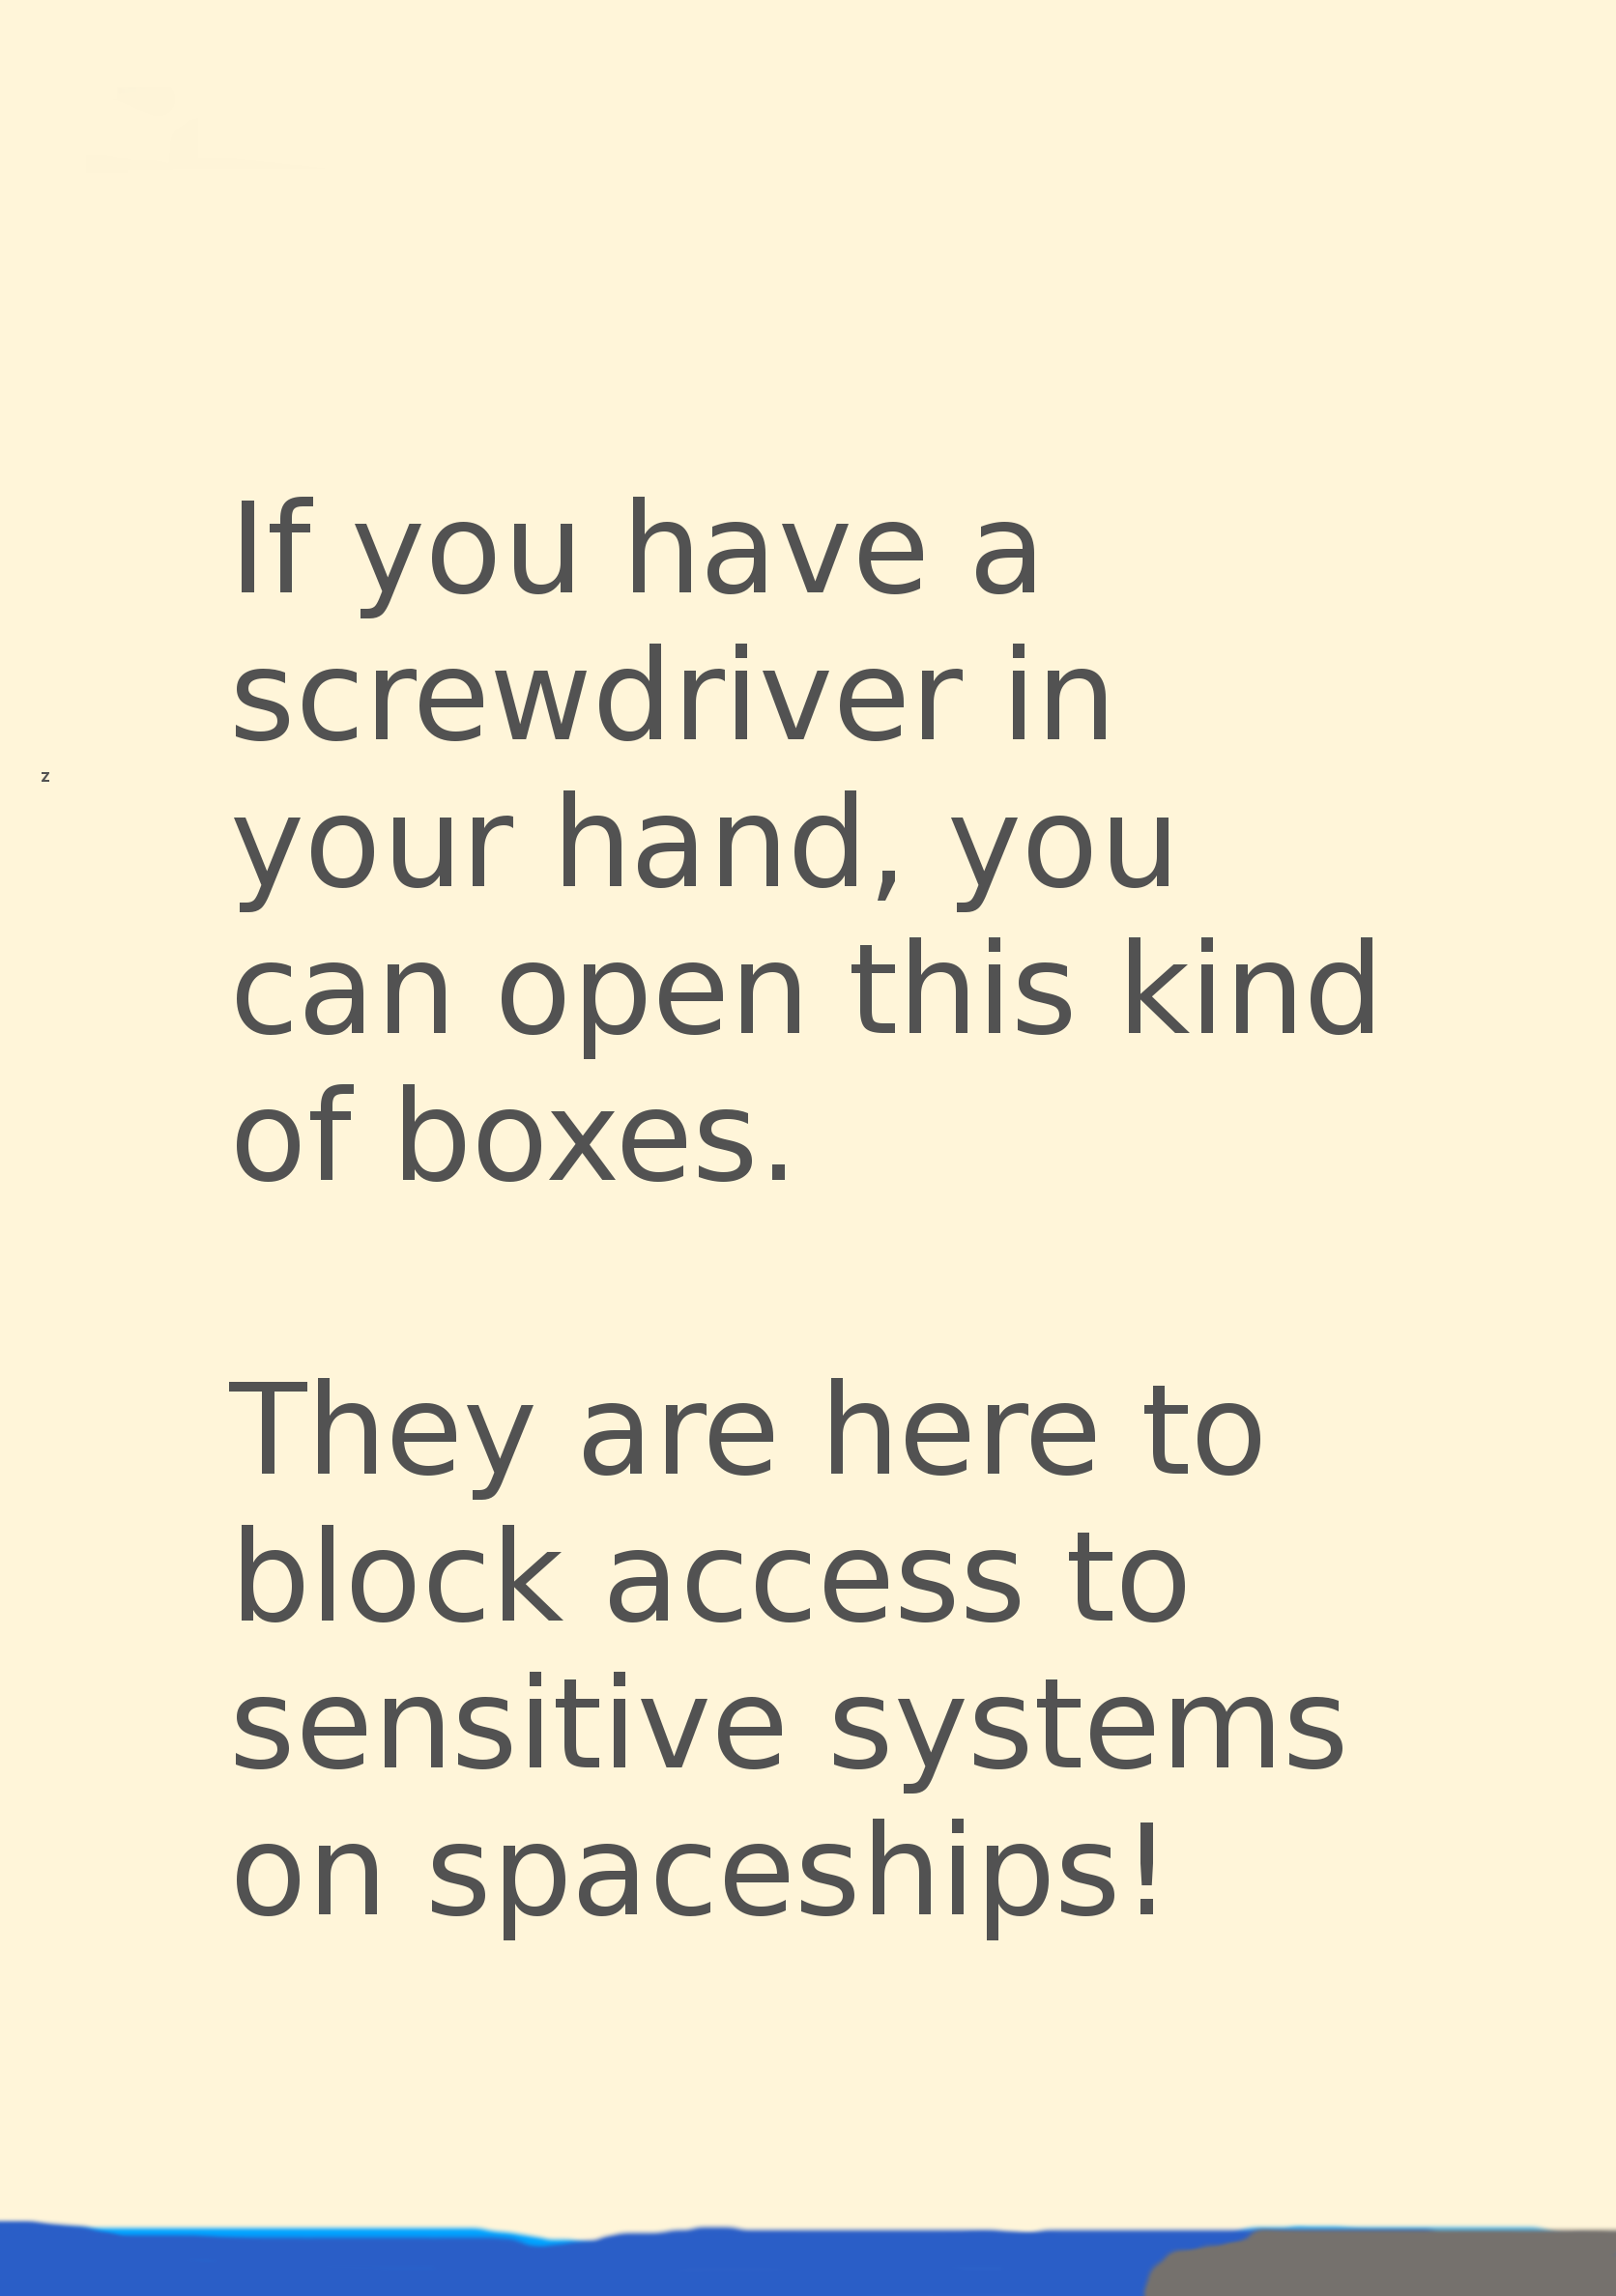 If you have a
screwdriver in
z
your hand, you
can open this kind
of boxes.
They are here to
block access to
sensitive systems
on spaceships!